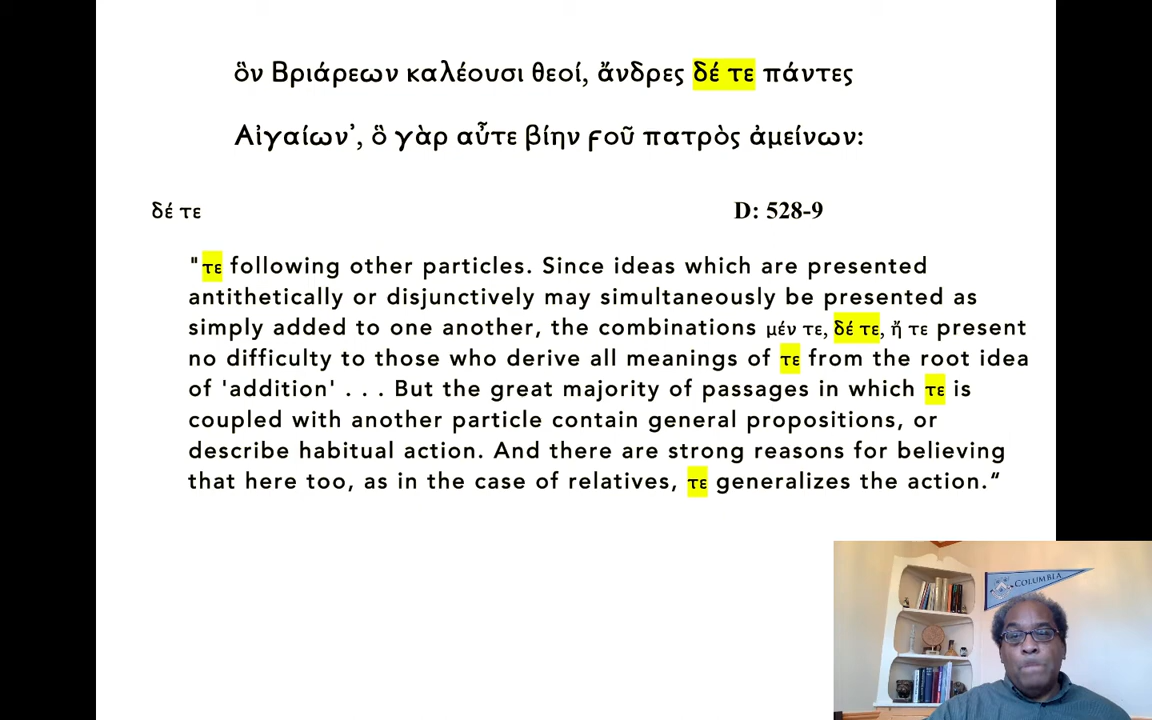 ὃν Βριάρεων καλέουσι θεοί, ἄνδρες δέ τε πάντες
Αἰγαίων’, ὃ γὰρ αὖτε βίην ϝοῦ πατρὸς ἀμείνων:
δέ τε D: 528-9
"τε following other particles. Since ideas which are presented
antithetically or disjunctively may simultaneously be presented as
simply added to one another, the combinations μέν τε, δέ τε, ἤ τε present
no difficulty to those who derive all meanings of τε from the root idea
of 'addition' . . . But the great majority of passages in which τε is
coupled with another particle contain general propositions, or
describe habitual action. And there are strong reasons for believing
that here too, as in the case of relatives, τε generalizes the action.“
COLUMBIA